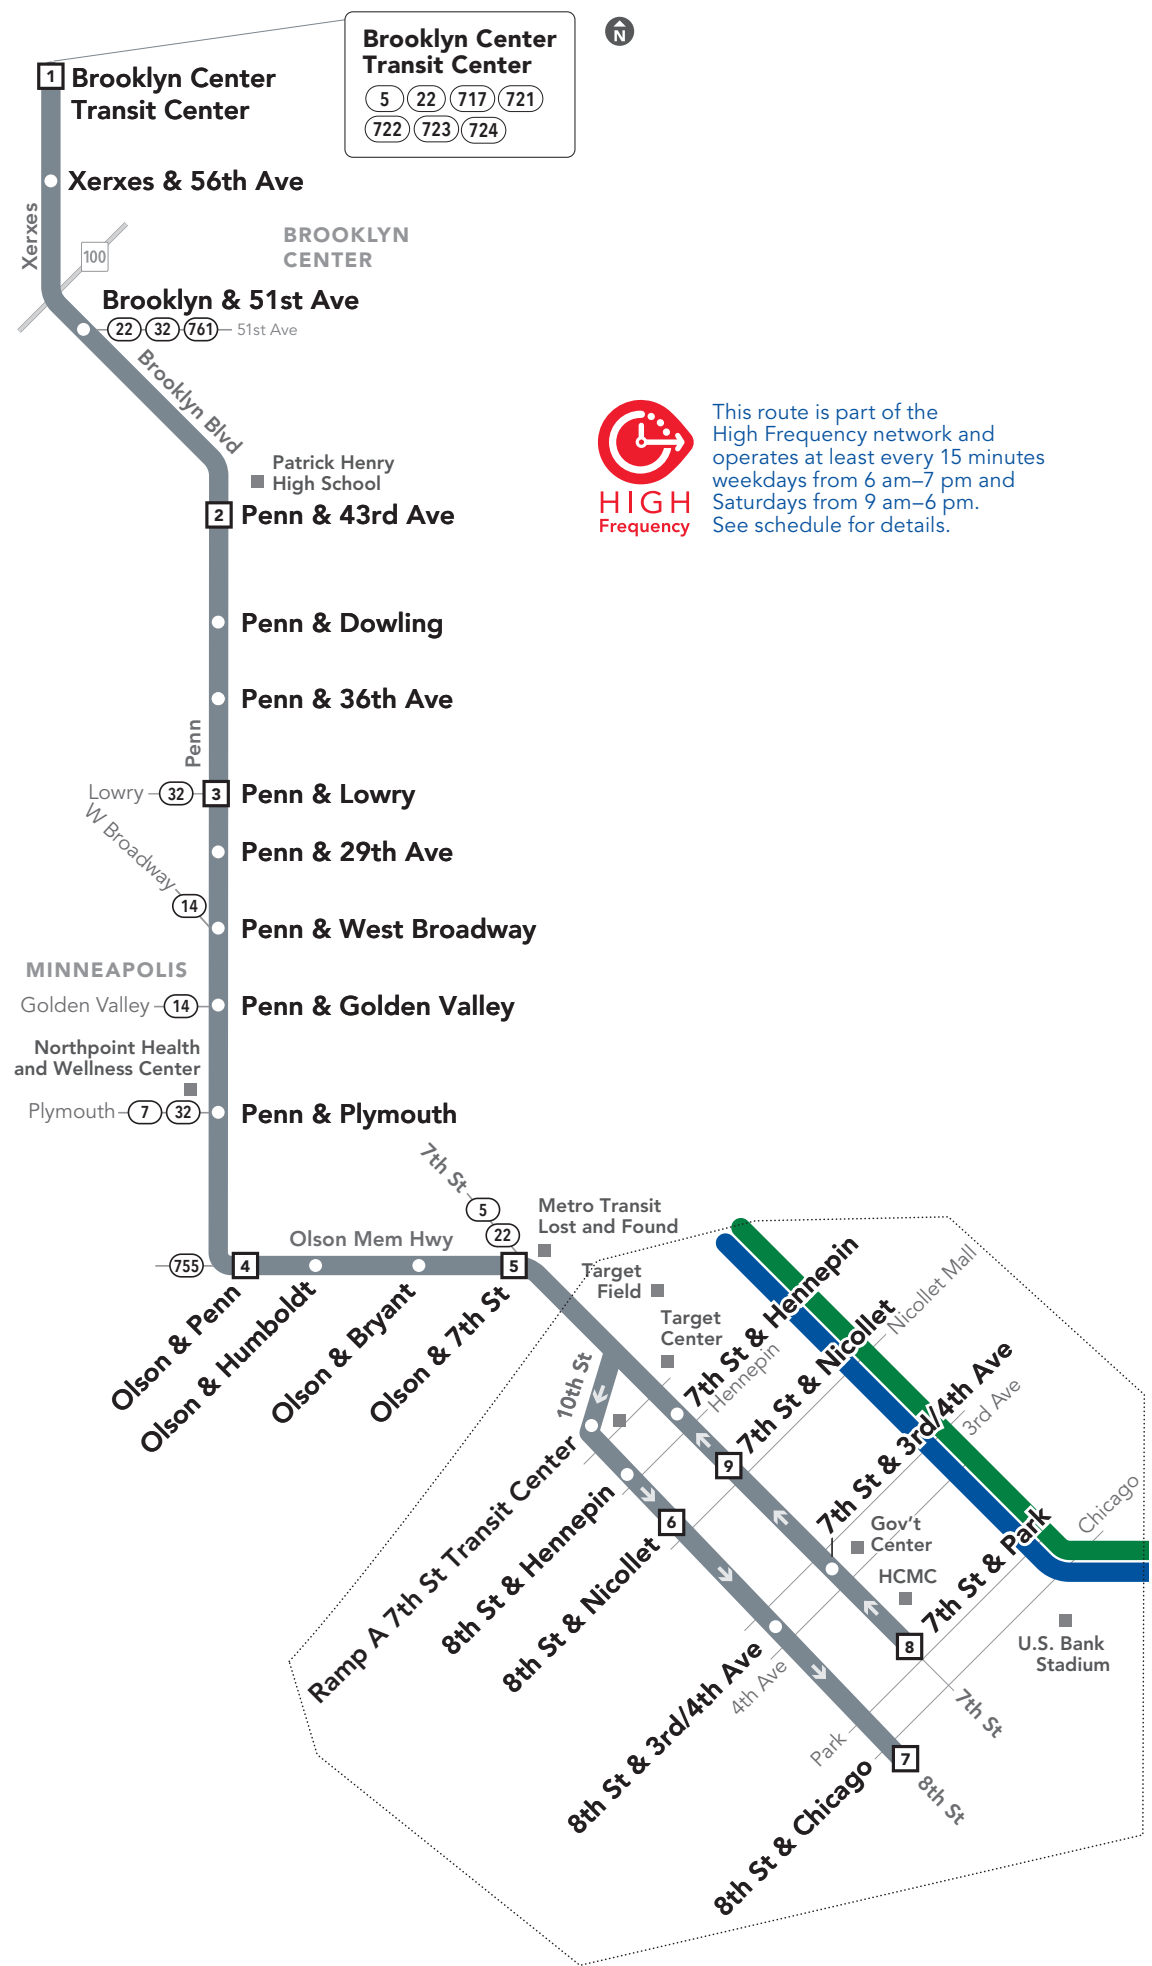 Brooklyn Center
Transit Center
5 22 717 721
722 723 724
N
1
Brooklyn Center
Transit Center
Xerxes & 56th Ave
Xerxes
100
BROOKLYN
CENTER
Brooklyn & 51st Ave
22 32 761 51st Ave
Brooklyn Blvd
This route is part of the
High Frequency network and
operates at least every 15 minutes
weekdays from 6 am–7 pm and
Saturdays from 9 am–6 pm.
See schedule for details.
HIGH
Frequency
Patrick Henry
High School
2 Penn & 43rd Ave
Penn & Dowling
Penn & 36th Ave
Penn
Lowry 32 3 Penn & Lowry
W Broadway
Penn & 29th Ave
14
Penn & West Broadway
MINNEAPOLIS
Golden Valley 14 Penn & Golden Valley
Northpoint Health
and Wellness Center
Plymouth 7 32 Penn & Plymouth
7th St
5
22
Metro Transit
Lost and Found
Olson Mem Hwy
755 4
5
Olson & Penn
Olson & Humboldt
Olson & Bryant
Olson & 7th St
Target
Field
Target
Center
7th St & Hennepin
Hennepin
7th St & Nicollet
Nicollet Mall
7th St & 3rd/4th Ave
3rd Ave
10th St
9
Ramp A 7th St Transit Center
8th St & Hennepin
6
8th St & Nicollet
Gov't
Center
HCMC
7th St & Park
Chicago
8
U.S. Bank
Stadium
8th St & 3rd/4th Ave
4th Ave
7th St
Park
7
8th St & Chicago
8th St